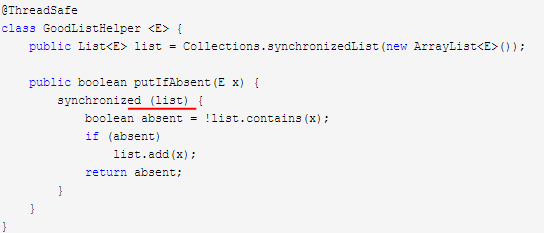 @ThreadSafe
class GoodListHelper <E> {
    public List<E> list = Collections.synchronizedList(new ArrayList<E>());
    public boolean putIfAbsent(E x) {
        synchronized (list) {
            boolean absent = !list.contains(x);
            if (absent)
                list.add(x);
            return absent;
        }
    }
}